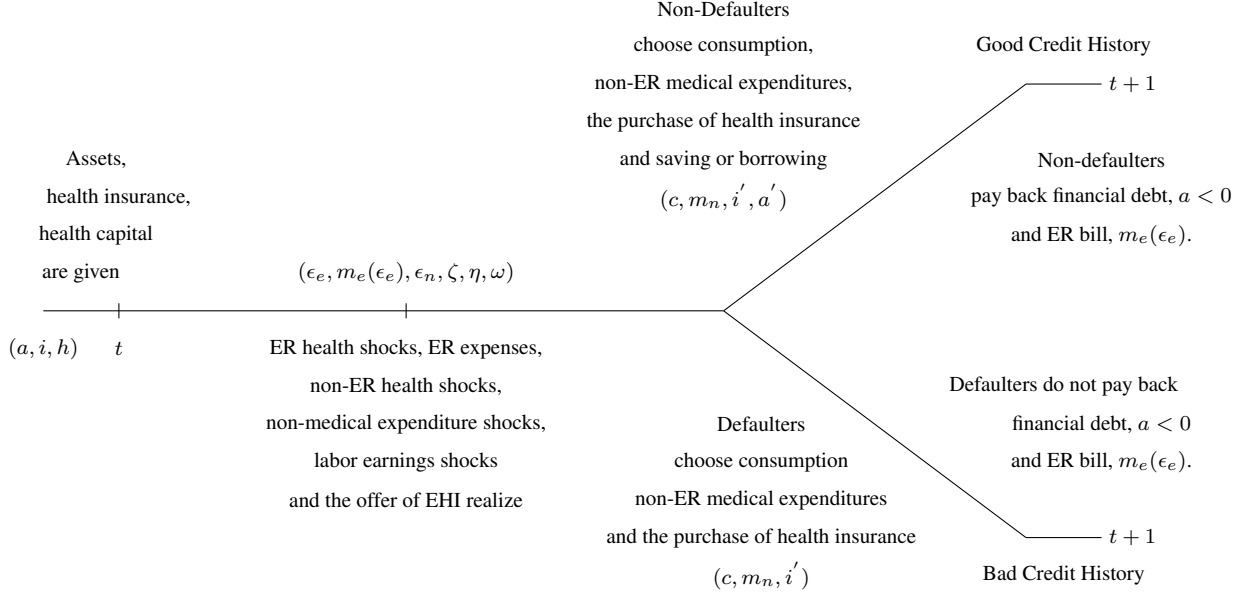 Non-Defaulters
choose consumption,
non-ER medical expenditures,
the purchase of health insurance
and saving or borrowing
(c, m_n, i′, a′)
Good Credit History
t + 1
Non-defaulters
pay back financial debt, a < 0
and ER bill, m_e(ϵ_e).
Assets,
health insurance,
health capital
are given
(ϵ_e, m_e(ϵ_e), ϵ_n, ζ, η, ω)
(a, i, h)
t
ER health shocks, ER expenses,
non-ER health shocks,
non-medical expenditure shocks,
labor earnings shocks
and the offer of EHI realize
Defaulters
choose consumption
non-ER medical expenditures
and the purchase of health insurance
(c, m_n, i′)
Defaulters do not pay back
financial debt, a < 0
and ER bill, m_e(ϵ_e).
t + 1
Bad Credit History